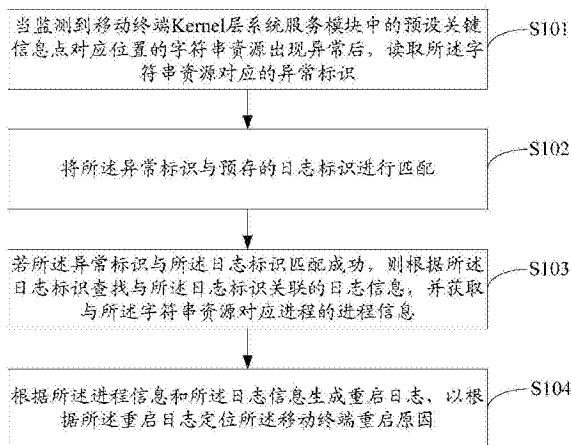 当监测到移动终端Kernel层系统服务模块中的预设关键
信息点对应位置的字符串资源出现异常后，读取所述字
符串资源对应的异常标识
S101
将所述异常标识与预存的日志标识进行匹配
S102
若所述异常标识与所述日志标识匹配成功，则根据所述
日志标识查找与所述日志标识关联的日志信息，并获取
与所述字符串资源对应进程的进程信息
S103
根据所述进程信息和所述日志信息生成重启日志，以根
据所述重启日志定位所述移动终端重启原因
S104